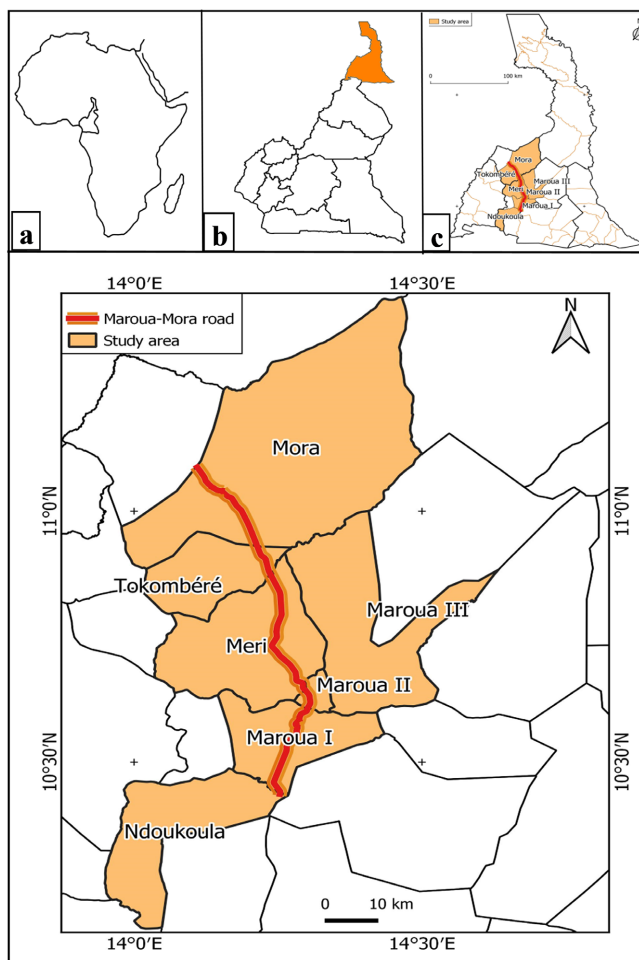 a
b
Study area
N
0 100 km
Mora
Tokombéré
Maroua III
Meri
Maroua II
Maroua I
Ndoukoula
c
14°0′E 14°30′E
Maroua-Mora road
Study area
N
Mora
11°0′N 11°0′N
Tokombéré
Maroua III
Meri
Maroua II
Maroua I
10°30′N 10°30′N
Ndoukoula
0 10 km
14°0′E 14°30′E